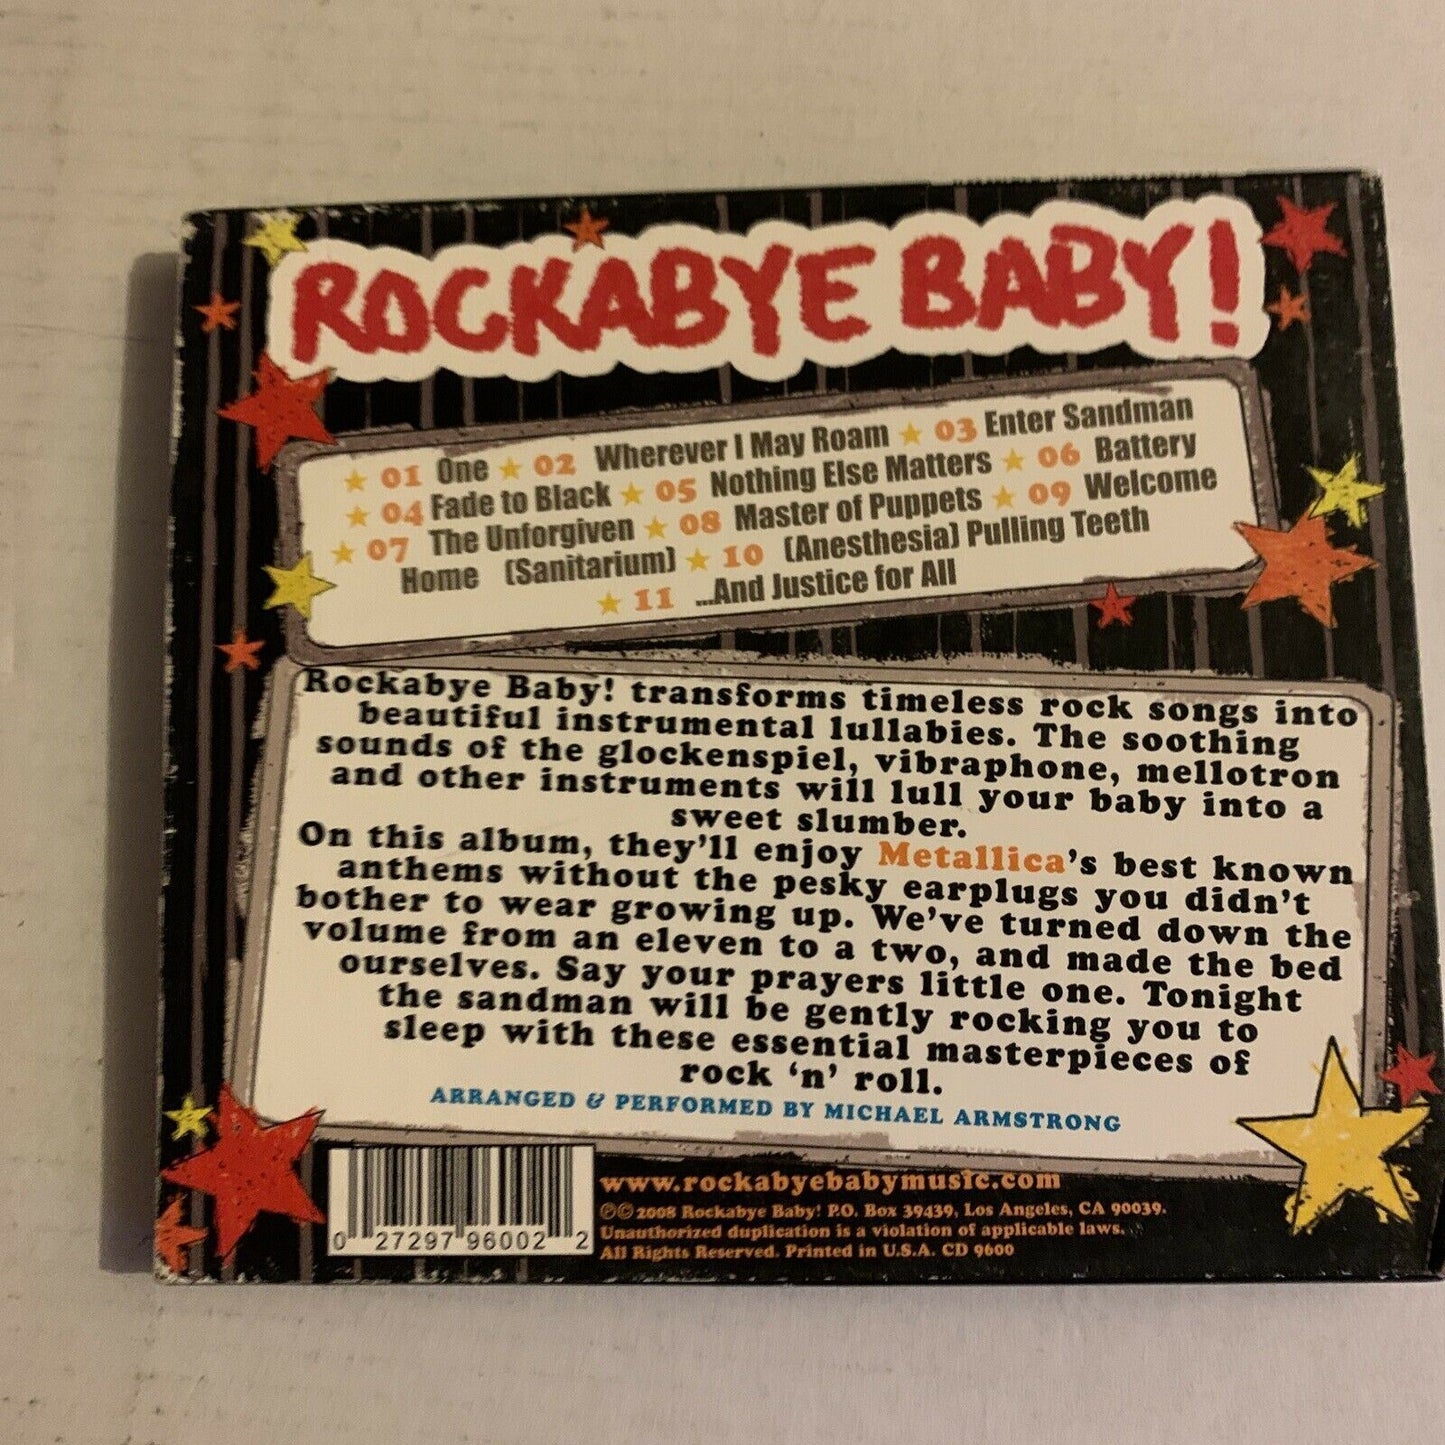 ROCKABYE BABY!
★ 01 One ★ 02 Wherever I May Roam ★ 03 Enter Sandman
★ 04 Fade to Black ★ 05 Nothing Else Matters ★ 06 Battery
★ 07 The Unforgiven ★ 08 Master of Puppets ★ 09 Welcome
Home (Sanitarium) ★ 10 (Anesthesia) Pulling Teeth
★ 11 ...And Justice for All
Rockabye Baby! transforms timeless rock songs into
beautiful instrumental lullabies. The soothing
sounds of the glockenspiel, vibraphone, mellotron
and other instruments will lull your baby into a
sweet slumber.
On this album, they'll enjoy Metallica's best known
anthems without the pesky earplugs you didn't
bother to wear growing up. We've turned down the
volume from an eleven to a two, and made the bed
ourselves. Say your prayers little one. Tonight
the sandman will be gently rocking you to
sleep with these essential masterpieces of
rock 'n' roll.
ARRANGED & PERFORMED BY MICHAEL ARMSTRONG
www.rockabyebabymusic.com
℗© 2008 Rockabye Baby! P.O. Box 39439, Los Angeles, CA 90039.
Unauthorized duplication is a violation of applicable laws.
All Rights Reserved. Printed in U.S.A. CD 9600
0 27297 96002 2